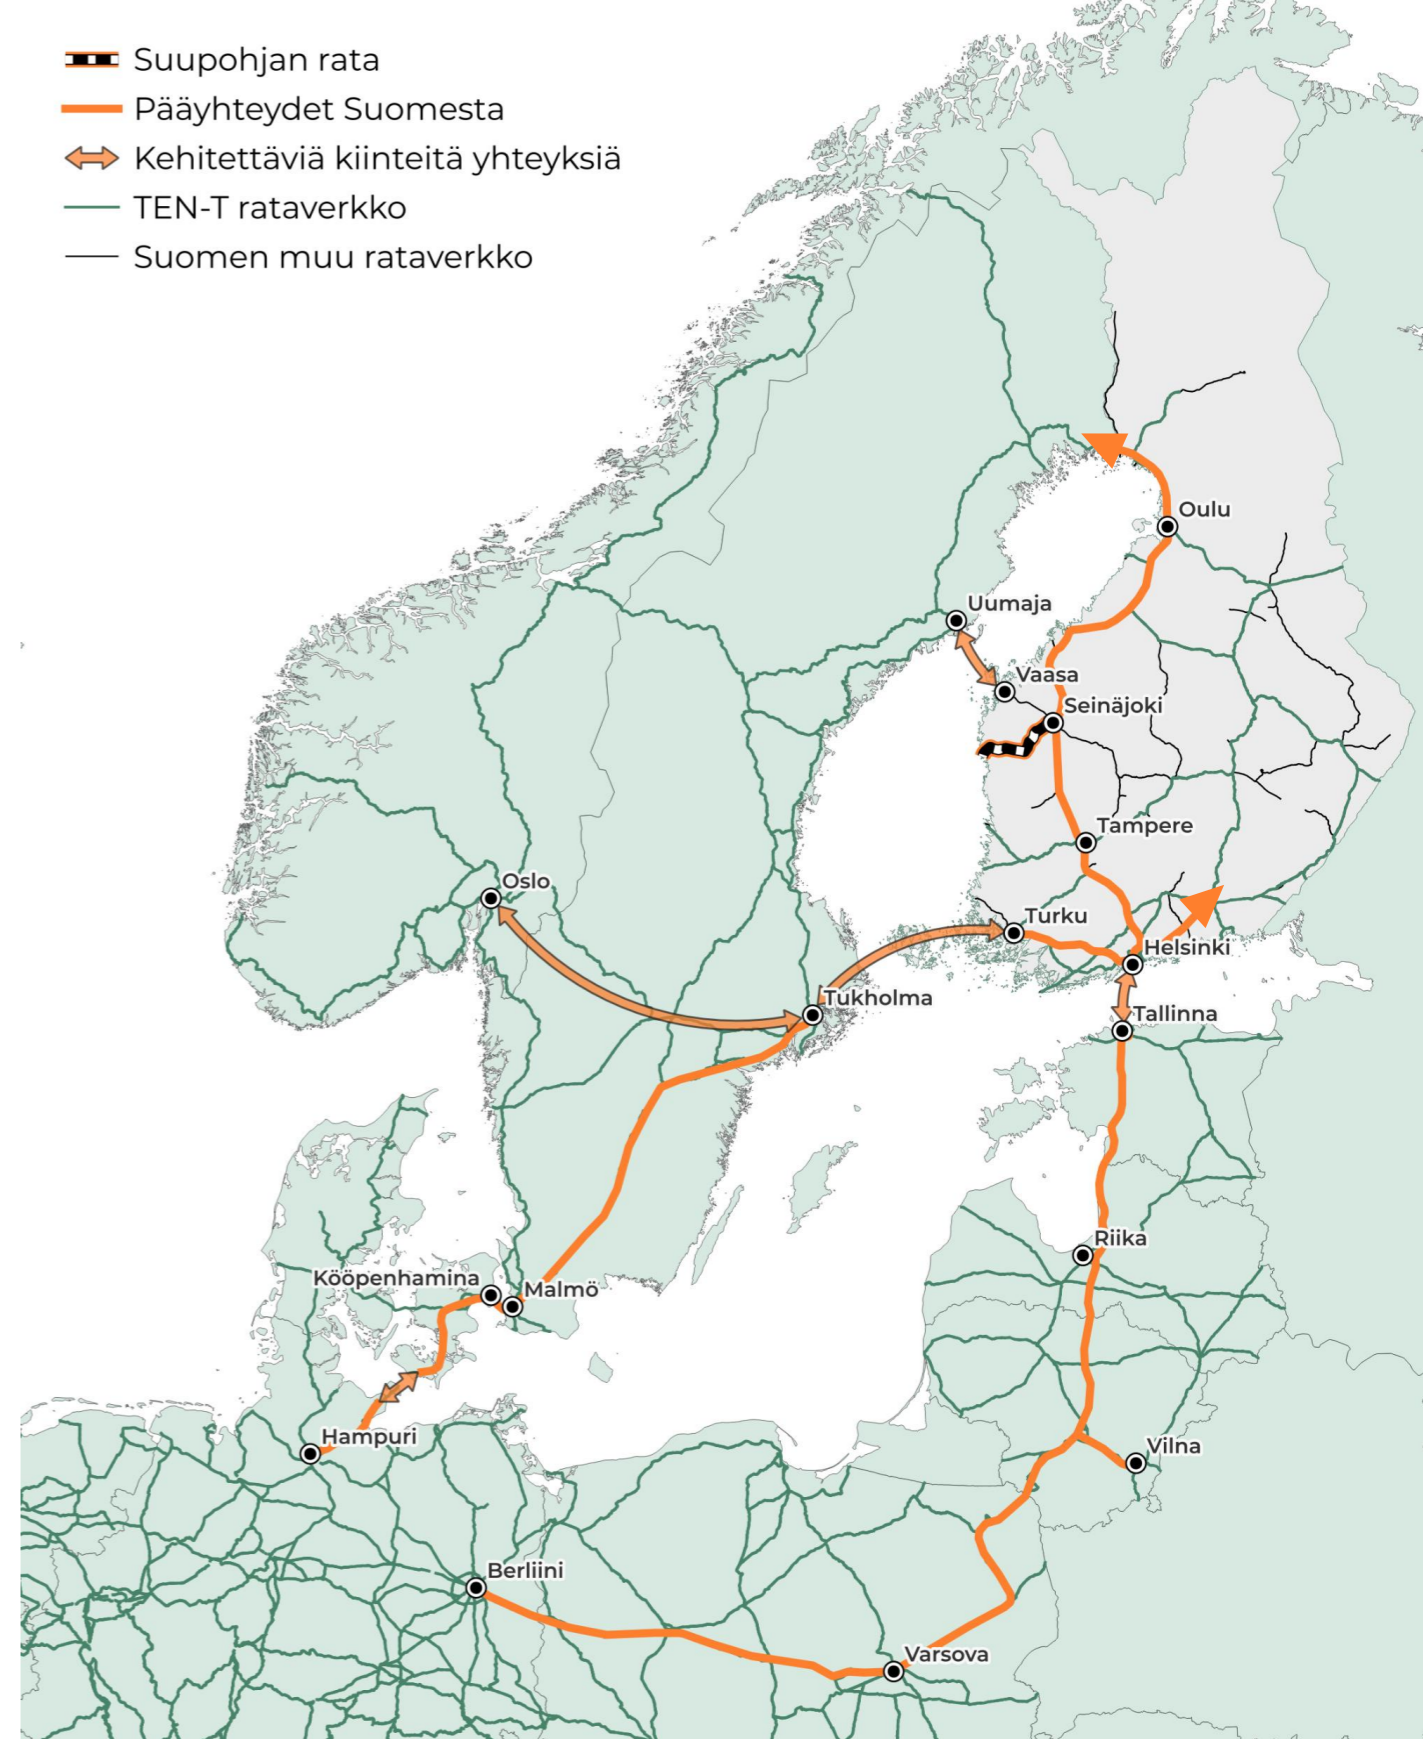 Suupohjan rata
Pääyhteydet Suomesta
Kehitettäviä kiinteitä yhteyksiä
TEN-T rataverkko
Suomen muu rataverkko
Oulu
Uumaja
Vaasa
Seinäjoki
Tampere
Oslo
Turku
Helsinki
Tukholma
Tallinna
Riika
Kööpenhamina
Malmö
Hampuri
Vilna
Berliini
Varsova